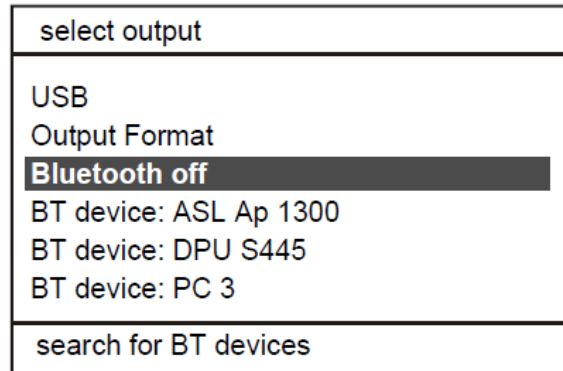 select output
USB
Output Format
Bluetooth off
BT device: ASL Ap 1300
BT device: DPU S445
BT device: PC 3
search for BT devices